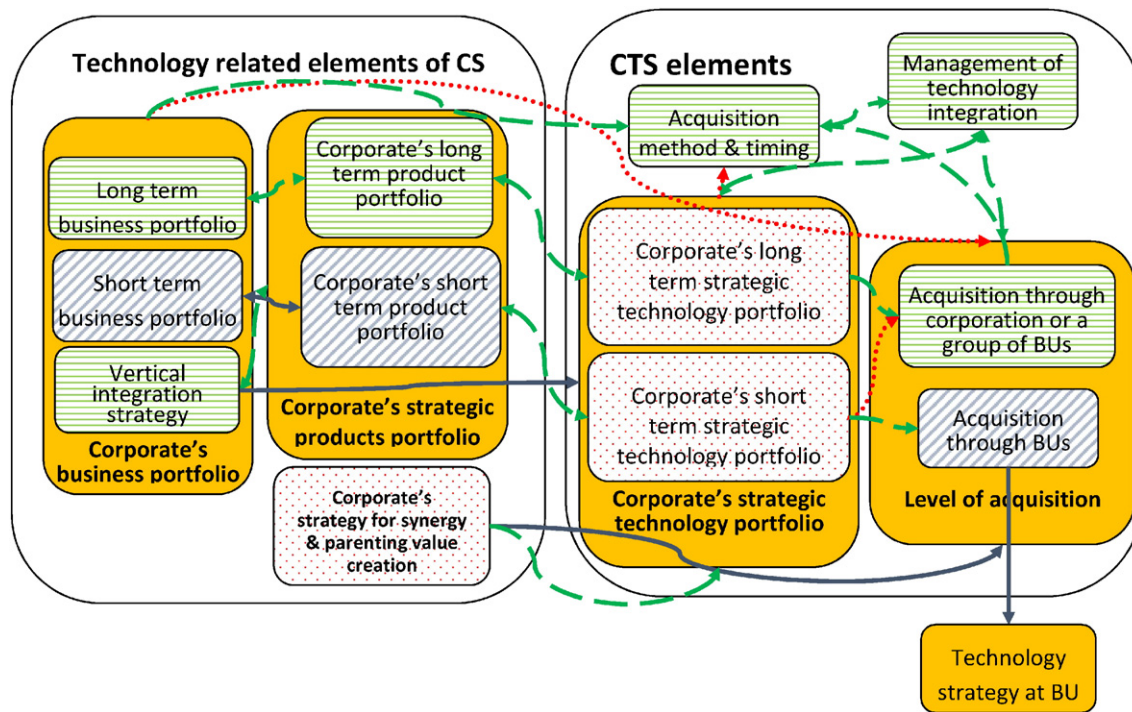 Technology related elements of CS
Long term
business portfolio
Short term
business portfolio
Vertical
integration
strategy
Corporate’s
business portfolio
Corporate’s long
term product
portfolio
Corporate’s short
term product
portfolio
Corporate’s strategic
products portfolio
Corporate’s
strategy for synergy
& parenting value
creation
CTS elements
Acquisition
method & timing
Management of
technology
integration
Corporate’s long
term strategic
technology portfolio
Corporate’s short
term strategic
technology portfolio
Corporate’s strategic
technology portfolio
Acquisition through
corporation or a
group of BUs
Acquisition
through BUs
Level of acquisition
Technology
strategy at BU